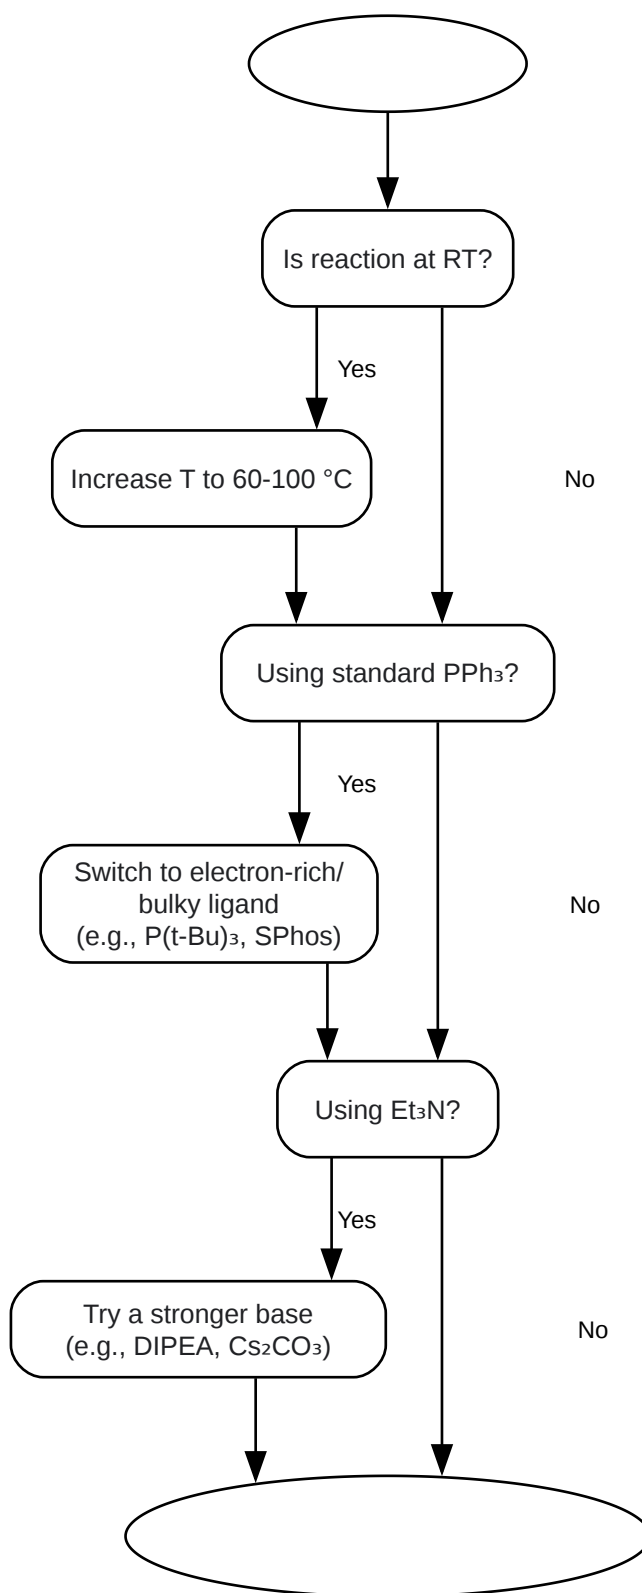 Is reaction at RT?
Yes
Increase T to 60-100 °C
No
Using standard PPh₃?
Yes
Switch to electron-rich/
bulky ligand
(e.g., P(t-Bu)₃, SPhos)
No
Using Et₃N?
Yes
Try a stronger base
(e.g., DIPEA, Cs₂CO₃)
No